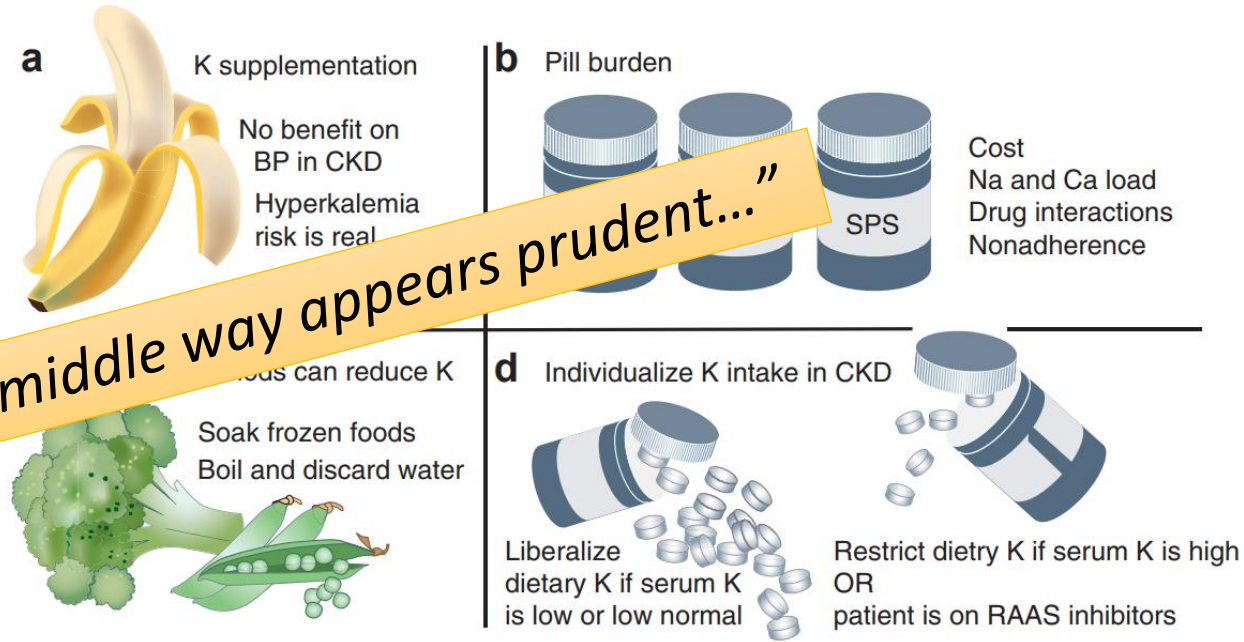 a
K supplementation
No benefit on
BP in CKD
Hyperkalemia
risk is real
b Pill burden
SPS
Cost
Na and Ca load
Drug interactions
Nonadherence
middle way appears prudent...”
can reduce K
Soak frozen foods
Boil and discard water
d Individualize K intake in CKD
Liberalize
dietary K if serum K
is low or low normal
Restrict dietry K if serum K is high
OR
patient is on RAAS inhibitors